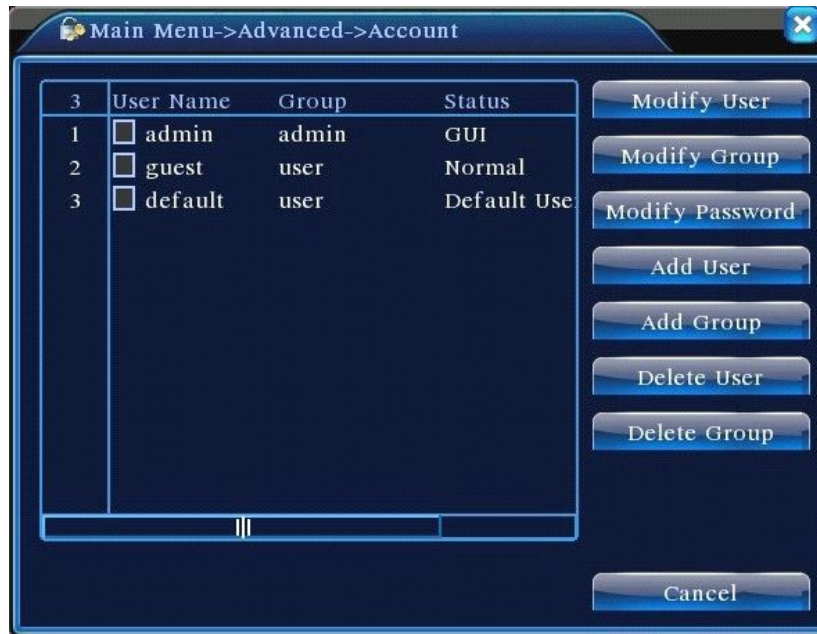 Main Menu->Advanced->Account
3 User Name Group Status
1 admin admin GUI
2 guest user Normal
3 default user Default Use
Modify User
Modify Group
Modify Password
Add User
Add Group
Delete User
Delete Group
Cancel